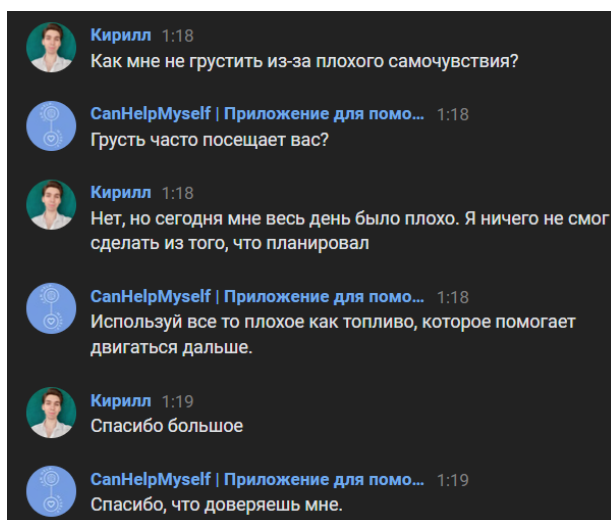 Кирилл 1:18
Как мне не грустить из-за плохого самочувствия?
CanHelpMyself | Приложение для помо... 1:18
Грусть часто посещает вас?
Кирилл 1:18
Нет, но сегодня мне весь день было плохо. Я ничего не смог
сделать из того, что планировал
CanHelpMyself | Приложение для помо... 1:18
Используй все то плохое как топливо, которое помогает
двигаться дальше.
Кирилл 1:19
Спасибо большое
CanHelpMyself | Приложение для помо... 1:19
Спасибо, что доверяешь мне.